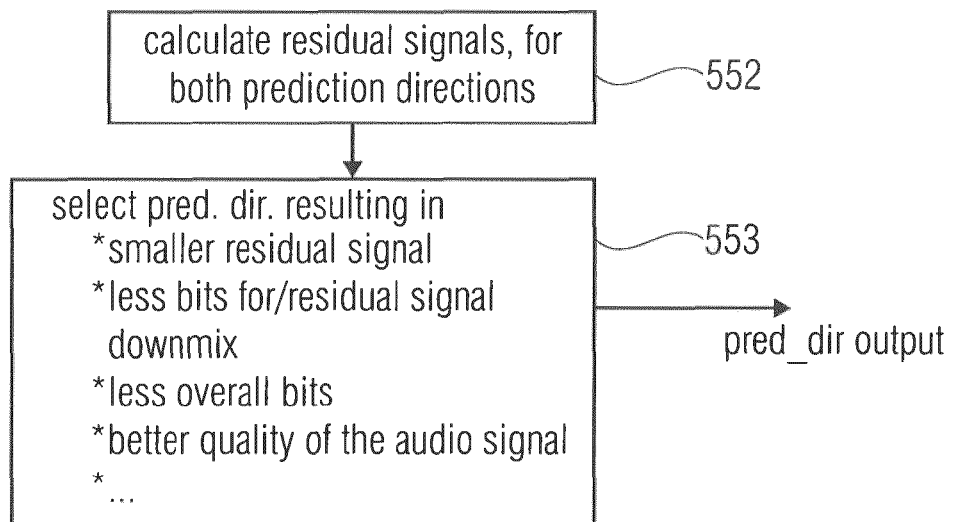 calculate residual signals, for
both prediction directions
552
select pred. dir. resulting in
*smaller residual signal
*less bits for/residual signal
downmix
*less overall bits
*better quality of the audio signal
*...
553
pred_dir output